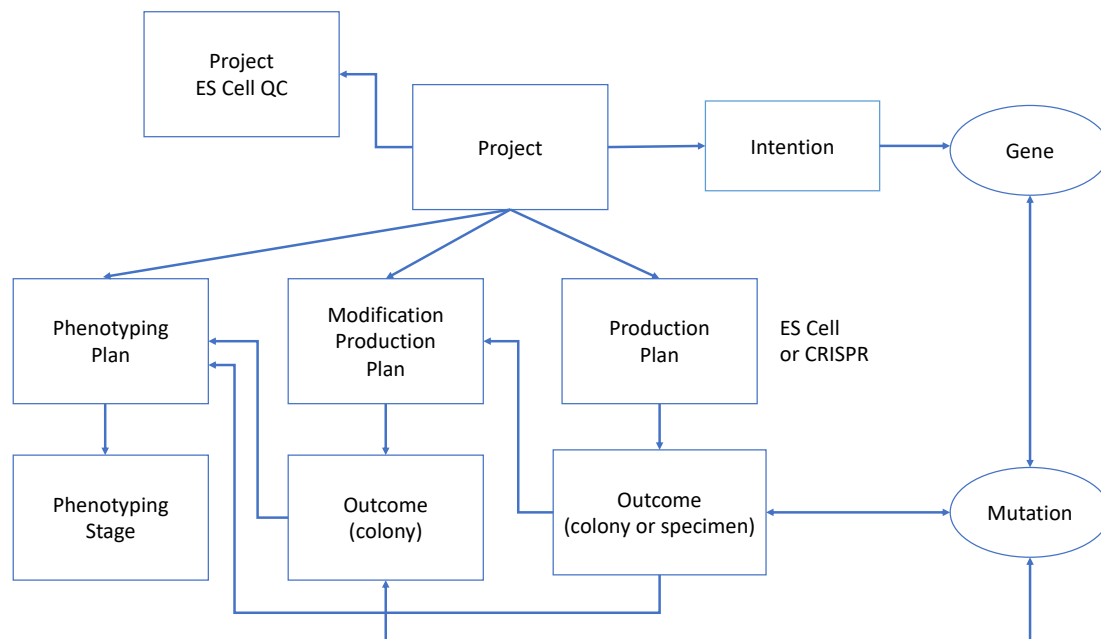 Project
ES Cell QC
Project
Intention
Gene
Phenotyping
Plan
Modification
Production
Plan
Production
Plan
ES Cell
or CRISPR
Phenotyping
Stage
Outcome
(colony)
Outcome
(colony or specimen)
Mutation